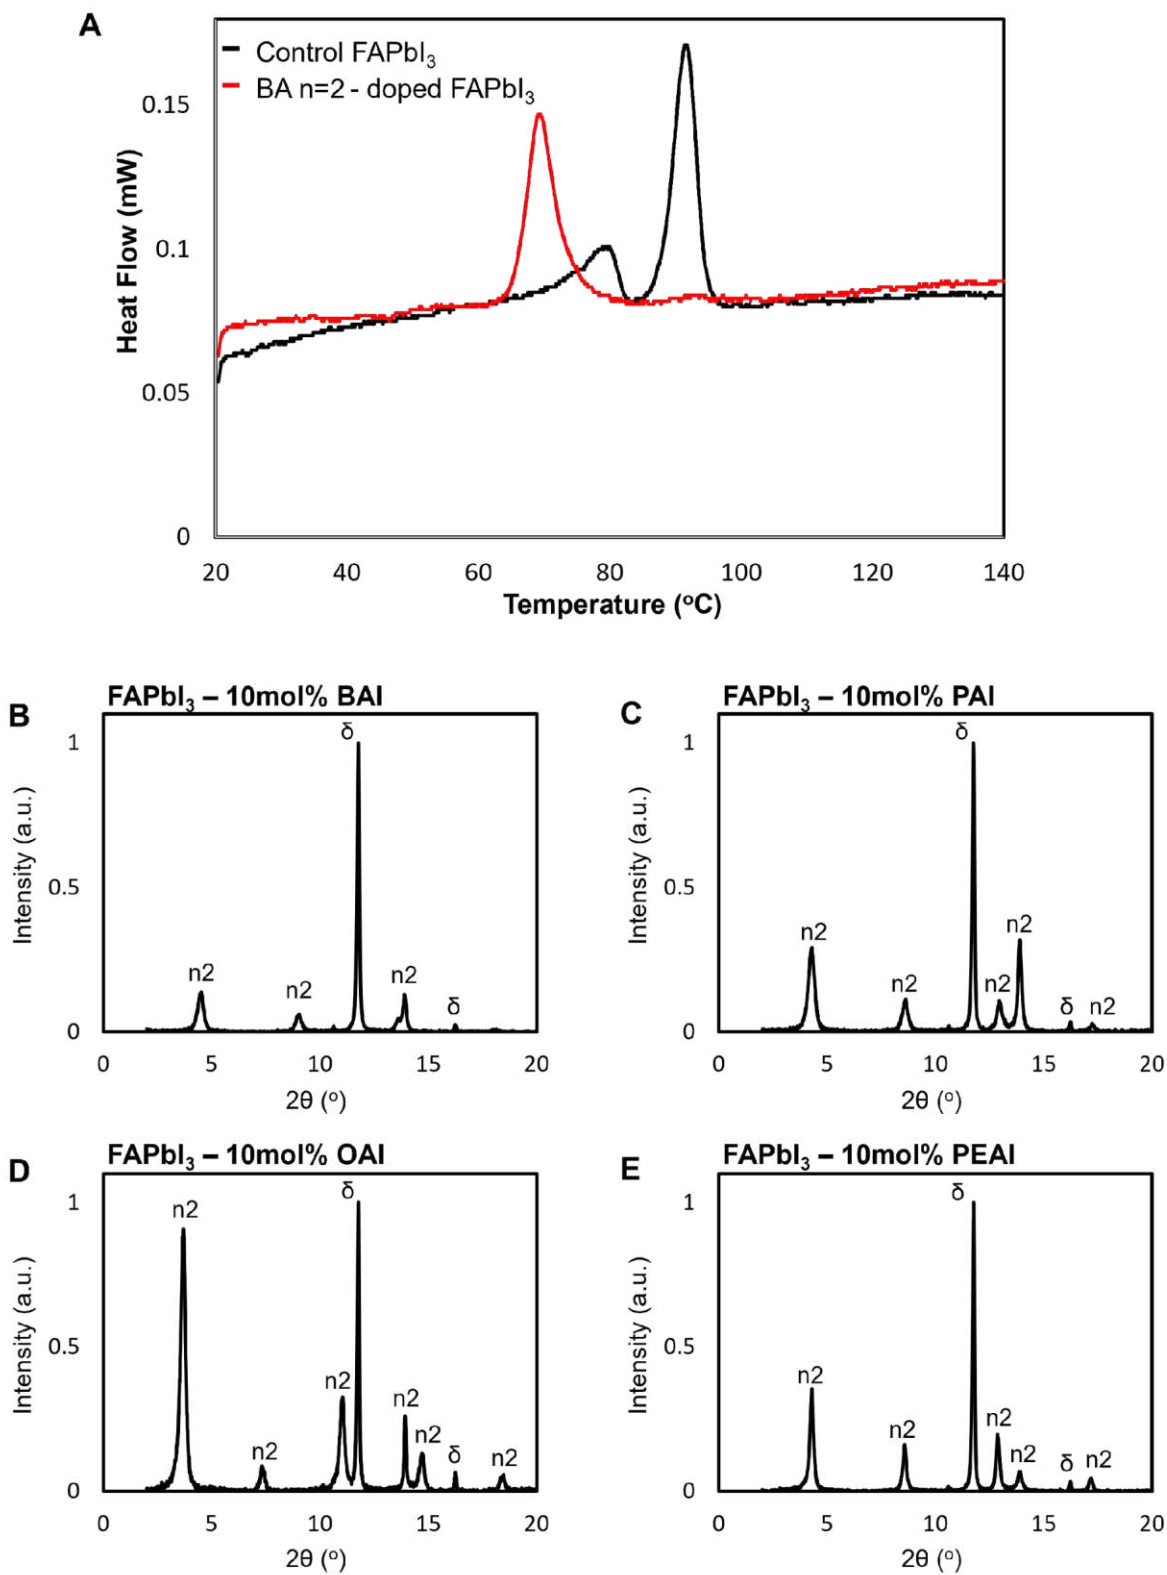 A
Control FAPbI₃
BA n=2 - doped FAPbI₃
0.15
0.1
0.05
0
Heat Flow (mW)
20 40 60 80 100 120 140
Temperature (°C)
B
FAPbI₃ – 10mol% BAI
δ
1
0.5
0
Intensity (a.u.)
n2 n2 n2 δ
0 5 10 15 20
2θ (°)
C
FAPbI₃ – 10mol% PAI
δ
1
0.5
0
Intensity (a.u.)
n2 n2 n2 n2 δ n2
0 5 10 15 20
2θ (°)
D
FAPbI₃ – 10mol% OAI
δ
1
0.5
0
Intensity (a.u.)
n2 n2 n2 n2 n2 δ n2
0 5 10 15 20
2θ (°)
E
FAPbI₃ – 10mol% PEAI
δ
1
0.5
0
Intensity (a.u.)
n2 n2 n2 n2 δ n2
0 5 10 15 20
2θ (°)